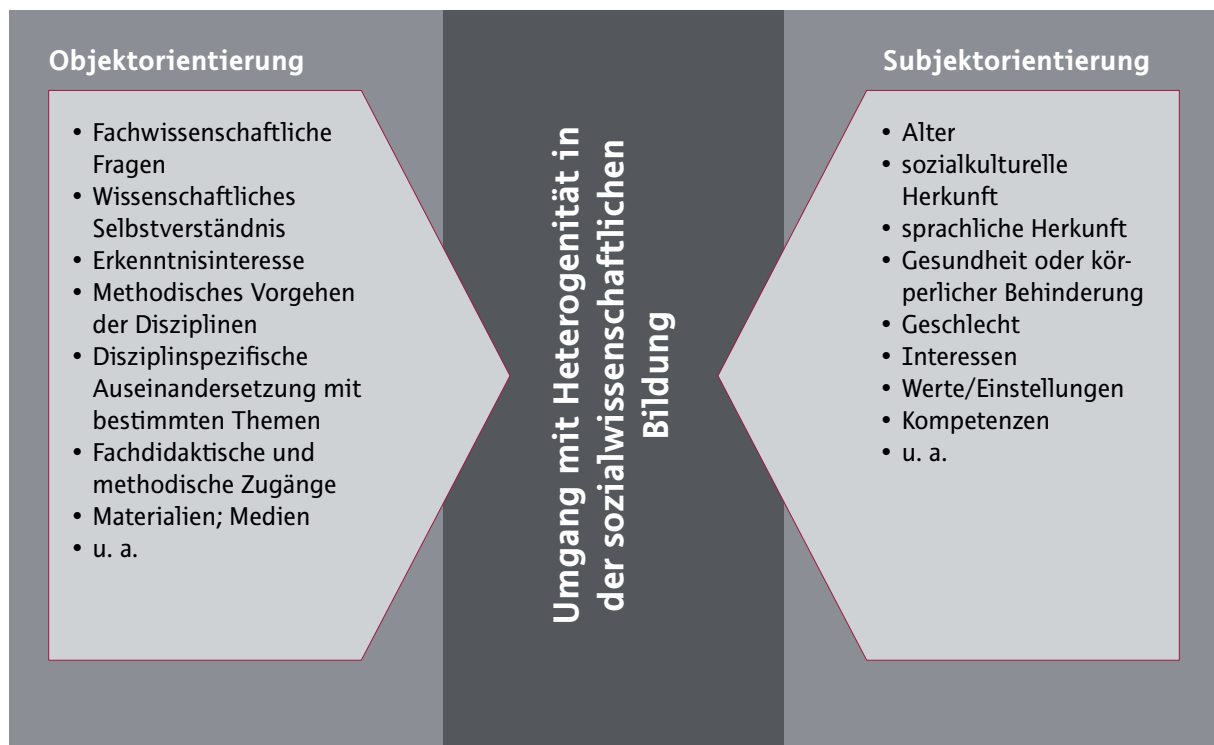 Objektorientierung
• Fachwissenschaftliche
Fragen
• Wissenschaftliches
Selbstverständnis
• Erkenntnisinteresse
• Methodisches Vorgehen
der Disziplinen
• Disziplinspezifische
Auseinandersetzung mit
bestimmten Themen
• Fachdidaktische und
methodische Zugänge
• Materialien; Medien
• u. a.
Umgang mit Heterogenität in
der sozialwissenschaftlichen
Bildung
Subjektorientierung
• Alter
• sozialkulturelle
Herkunft
• sprachliche Herkunft
• Gesundheit oder kör-
perlicher Behinderung
• Geschlecht
• Interessen
• Werte/Einstellungen
• Kompetenzen
• u. a.